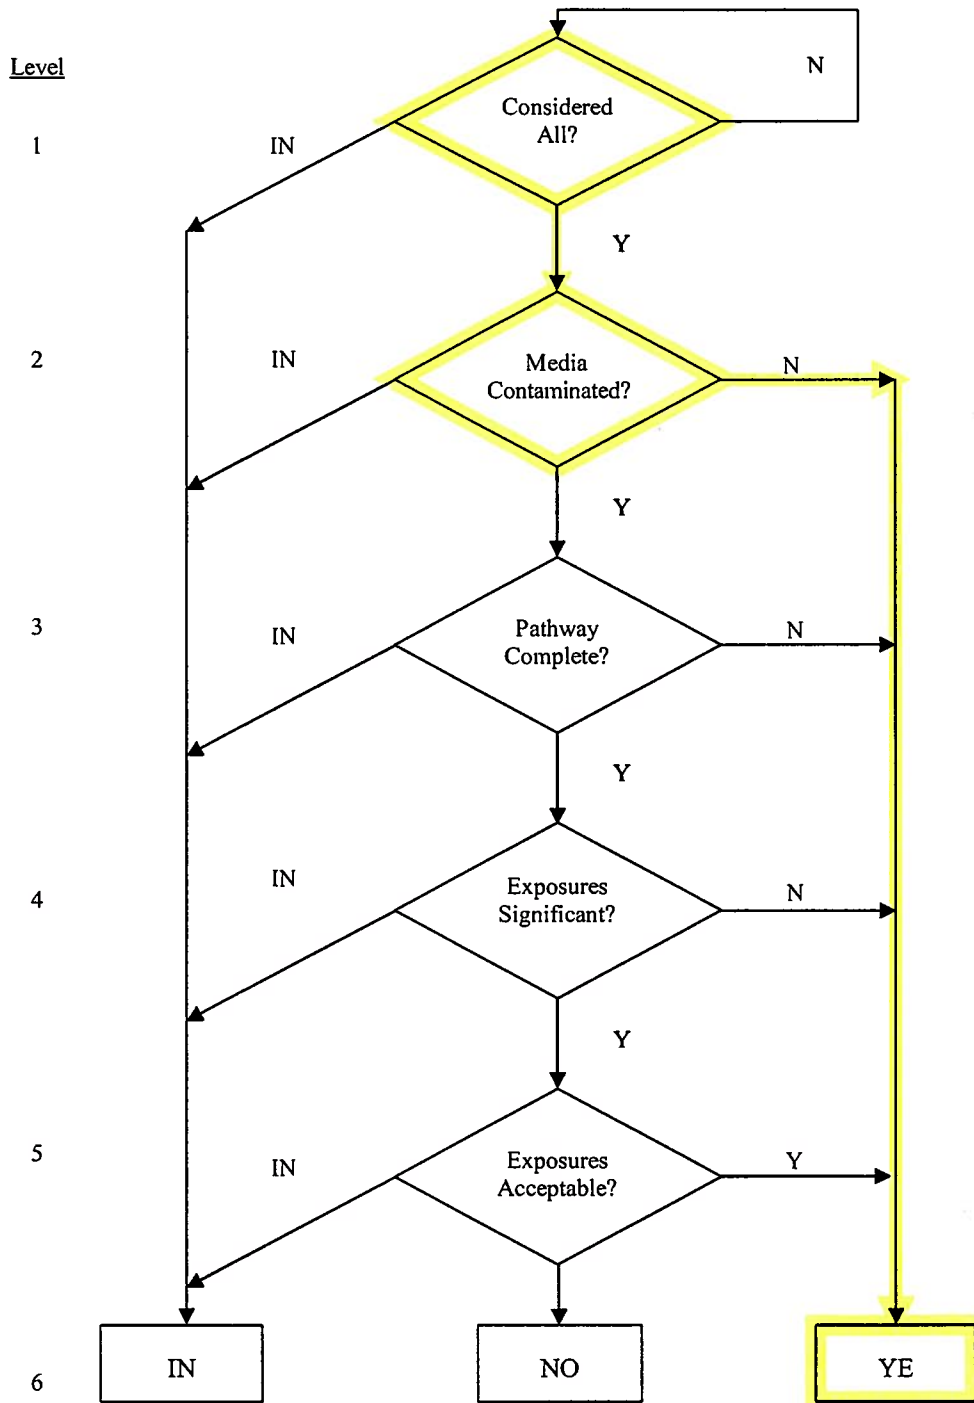 Level
N
Considered
All?
1
IN
Y
2
IN
Media
Contaminated?
N
Y
3
IN
Pathway
Complete?
N
Y
4
IN
Exposures
Significant?
N
Y
5
IN
Exposures
Acceptable?
Y
6
IN
NO
YE